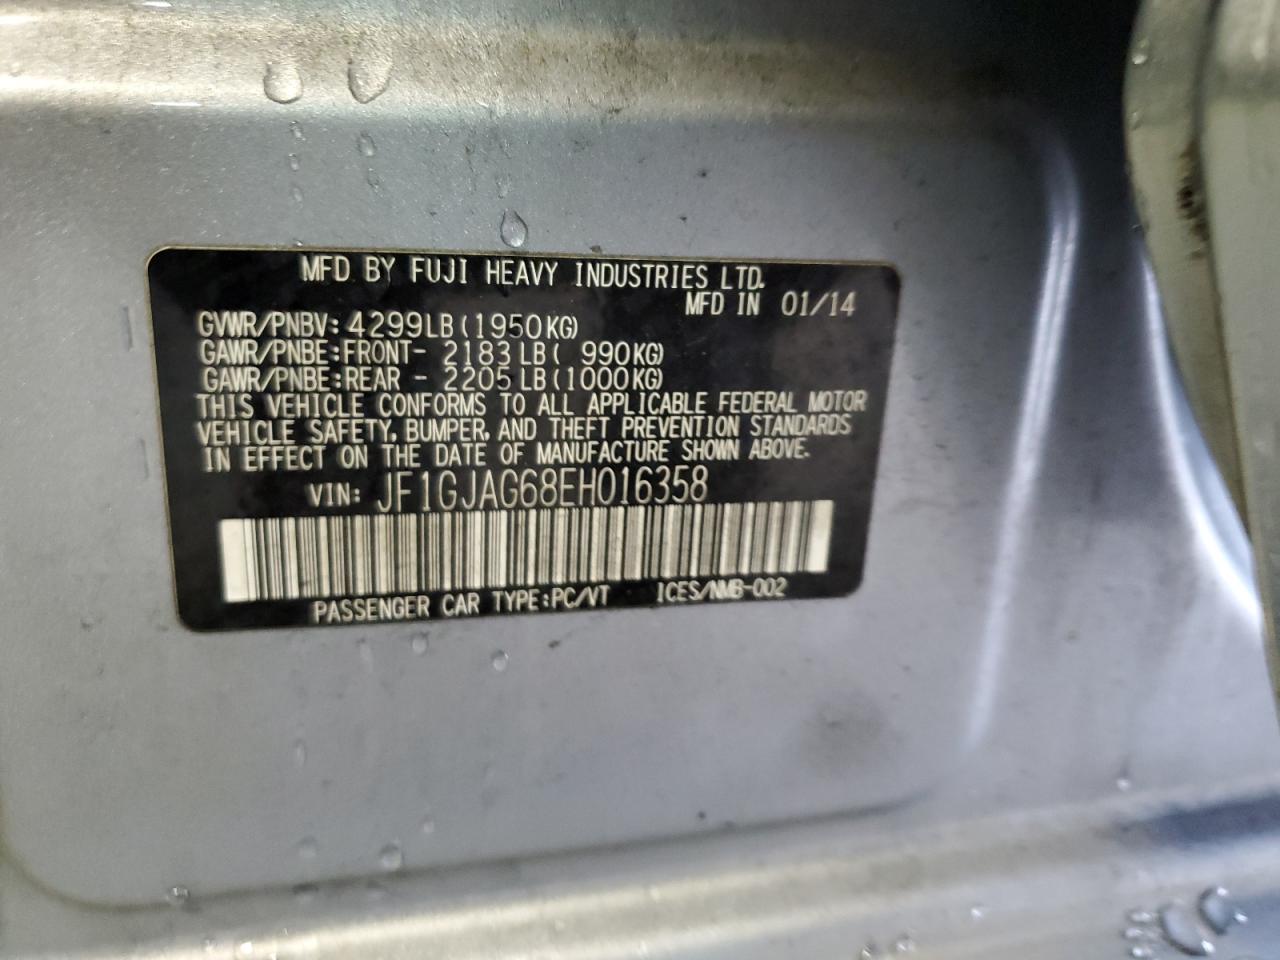 MFD. BY FUJI HEAVY INDUSTRIES LTD.
MFD IN 01/14
GVWR/PNBV: 4299LB(1950KG)
GAWR/PNBE:FRONT- 2183LB( 990KG)
GAWR/PNBE:REAR - 2205LB(1000KG)
THIS VEHICLE CONFORMS TO ALL APPLICABLE FEDERAL MOTOR
VEHICLE SAFETY, BUMPER, AND THEFT PREVENTION STANDARDS
IN EFFECT ON THE DATE OF MANUFACTURE SHOWN ABOVE.
VIN: JF1GJAG68EH016358
PASSENGER CAR TYPE:PC/VT ICES/NMB-002